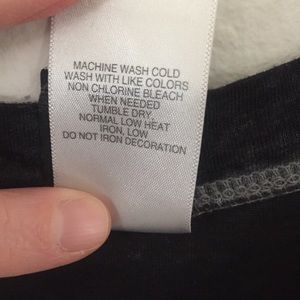 MACHINE WASH COLD
WASH WITH LIKE COLORS
NON CHLORINE BLEACH
WHEN NEEDED
TUMBLE DRY
NORMAL LOW HEAT
IRON, LOW
DO NOT IRON DECORATION